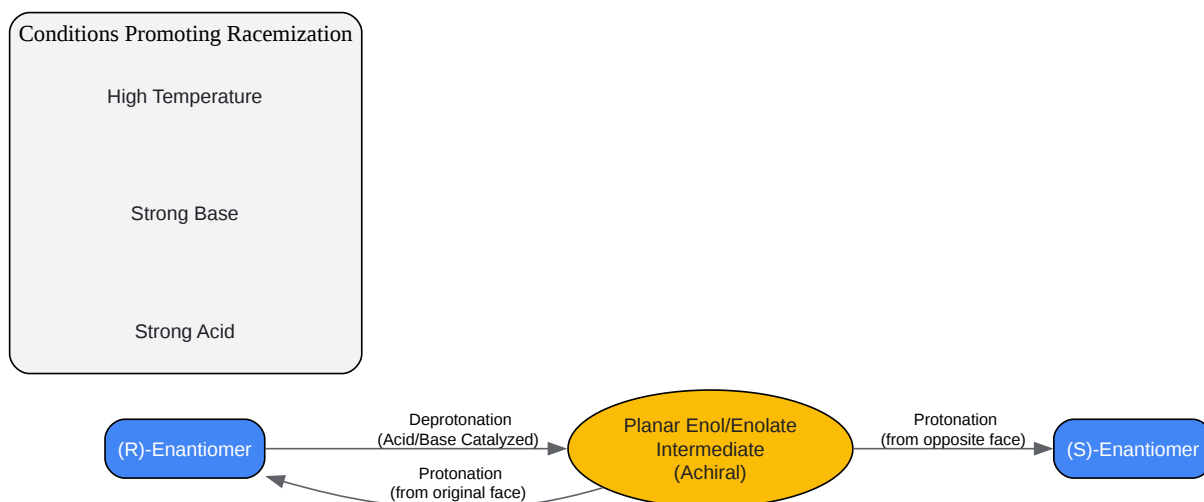 Conditions Promoting Racemization
High Temperature
Strong Base
Strong Acid
(R)-Enantiomer
Deprotonation
(Acid/Base Catalyzed)
Protonation
(from original face)
Planar Enol/Enolate
Intermediate
(Achiral)
Protonation
(from opposite face)
(S)-Enantiomer